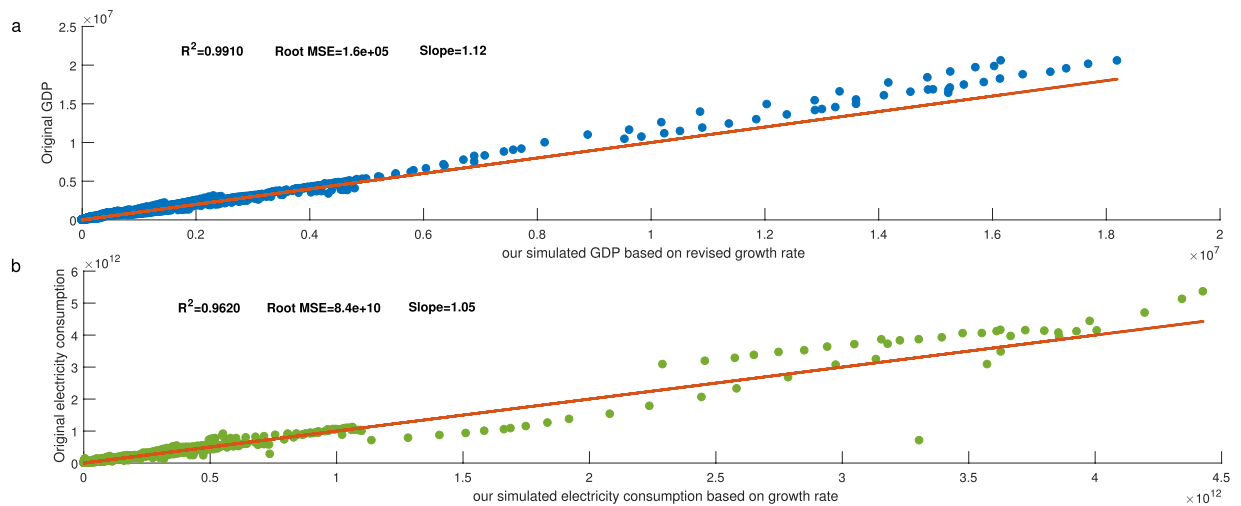 a
×10^7
2.5
2
1.5
1
0.5
0
Original GDP
R^2=0.9910 Root MSE=1.6e+05 Slope=1.12
0 0.2 0.4 0.6 0.8 1 1.2 1.4 1.6 1.8 2
our simulated GDP based on revised growth rate
×10^7
b
×10^12
6
5
4
3
2
1
0
Original electricity consumption
R^2=0.9620 Root MSE=8.4e+10 Slope=1.05
0 0.5 1 1.5 2 2.5 3 3.5 4 4.5
our simulated electricity consumption based on growth rate
×10^12